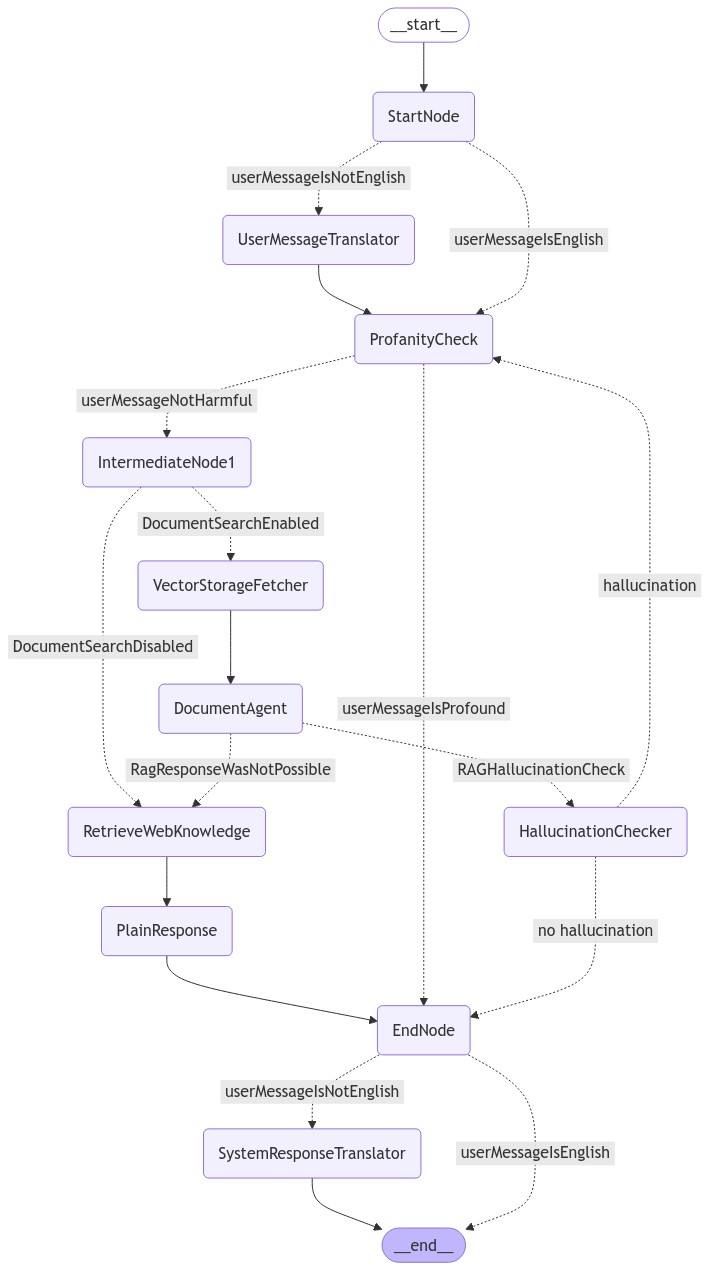 __start__
StartNode
userMessageIsNotEnglish
UserMessageTranslator
userMessageIsEnglish
ProfanityCheck
userMessageNotHarmful
IntermediateNode1
DocumentSearchEnabled
VectorStorageFetcher
hallucination
DocumentSearchDisabled
DocumentAgent
userMessageIsProfound
RagResponseWasNotPossible
RAGHallucinationCheck
RetrieveWebKnowledge
HallucinationChecker
PlainResponse
no hallucination
EndNode
userMessageIsNotEnglish
SystemResponseTranslator
userMessageIsEnglish
__end__